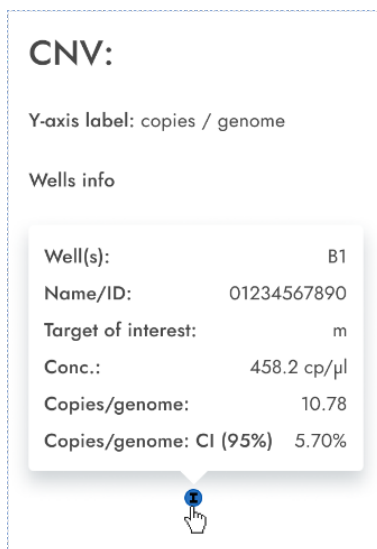 CNV:
Y-axis label: copies / genome
Wells info
Well(s): B1
Name/ID: 01234567890
Target of interest: m
Conc.: 458.2 cp/µl
Copies/genome: 10.78
Copies/genome: CI (95%) 5.70%
I